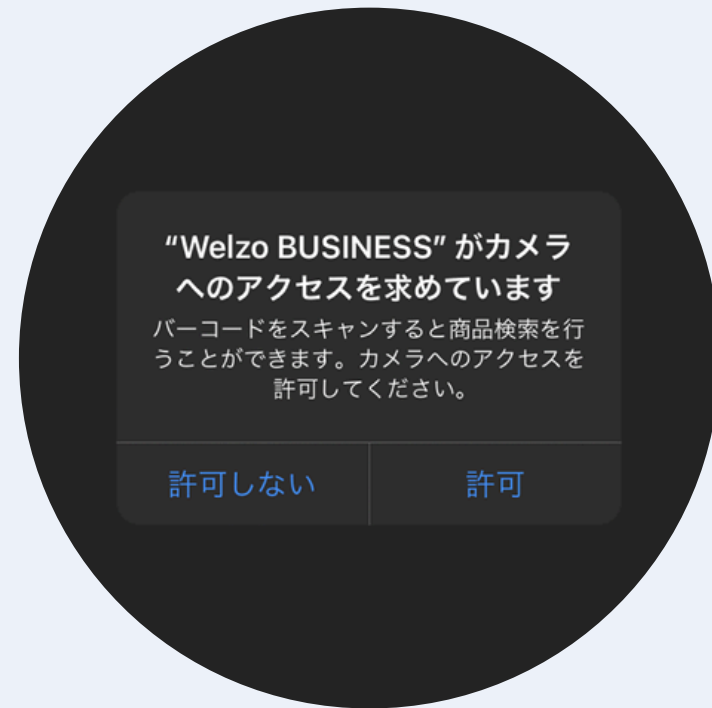 “Welzo BUSINESS” がカメラ
へのアクセスを求めています
バーコードをスキャンすると商品検索を行
うことができます。カメラへのアクセスを
許可してください。
許可しない
許可